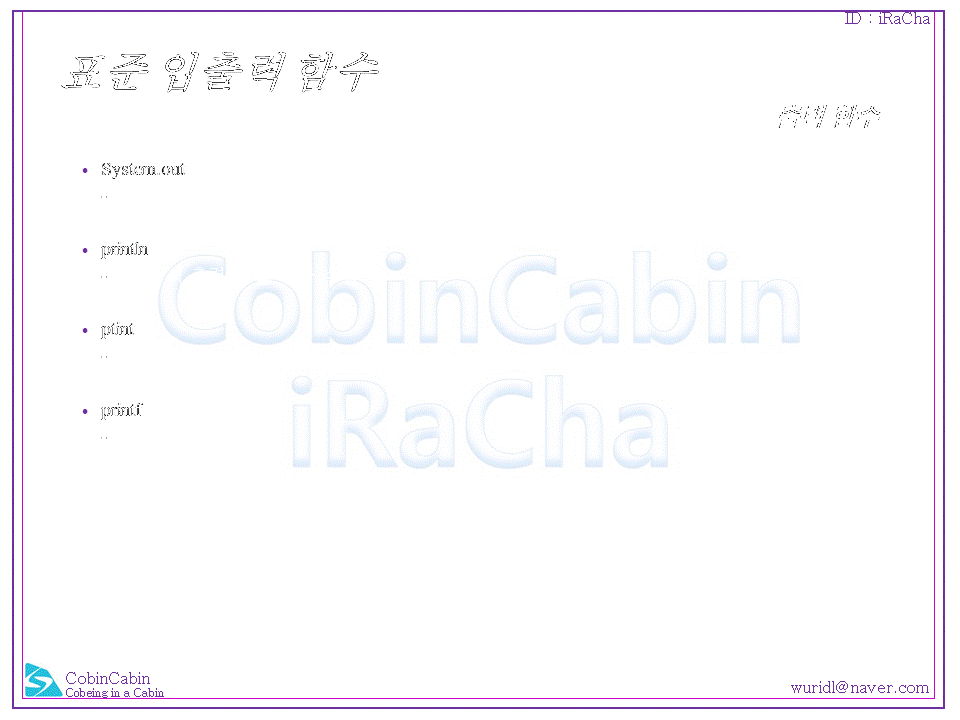 ID : iRaCha
표준 입출력 함수
출력 함수
• System.out
..
• println
..
• ptint
..
• printf
..
CobinCabin
iRaCha
CobinCabin
Cobeing in a Cabin
wuridl@naver.com